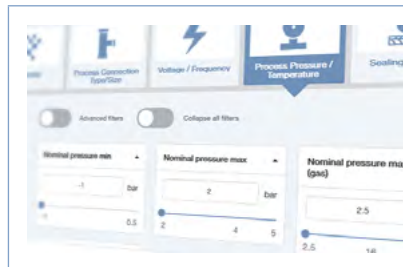 Process Connection
Type/Size
Voltage / Frequency
Process Pressure /
Temperature
Sealing
Advanced filters
Collapse all filters
Nominal pressure min
-1
bar
0.5
Nominal pressure max
2
bar
2 4 5
Nominal pressure ma
(gas)
2.5
2.5 16